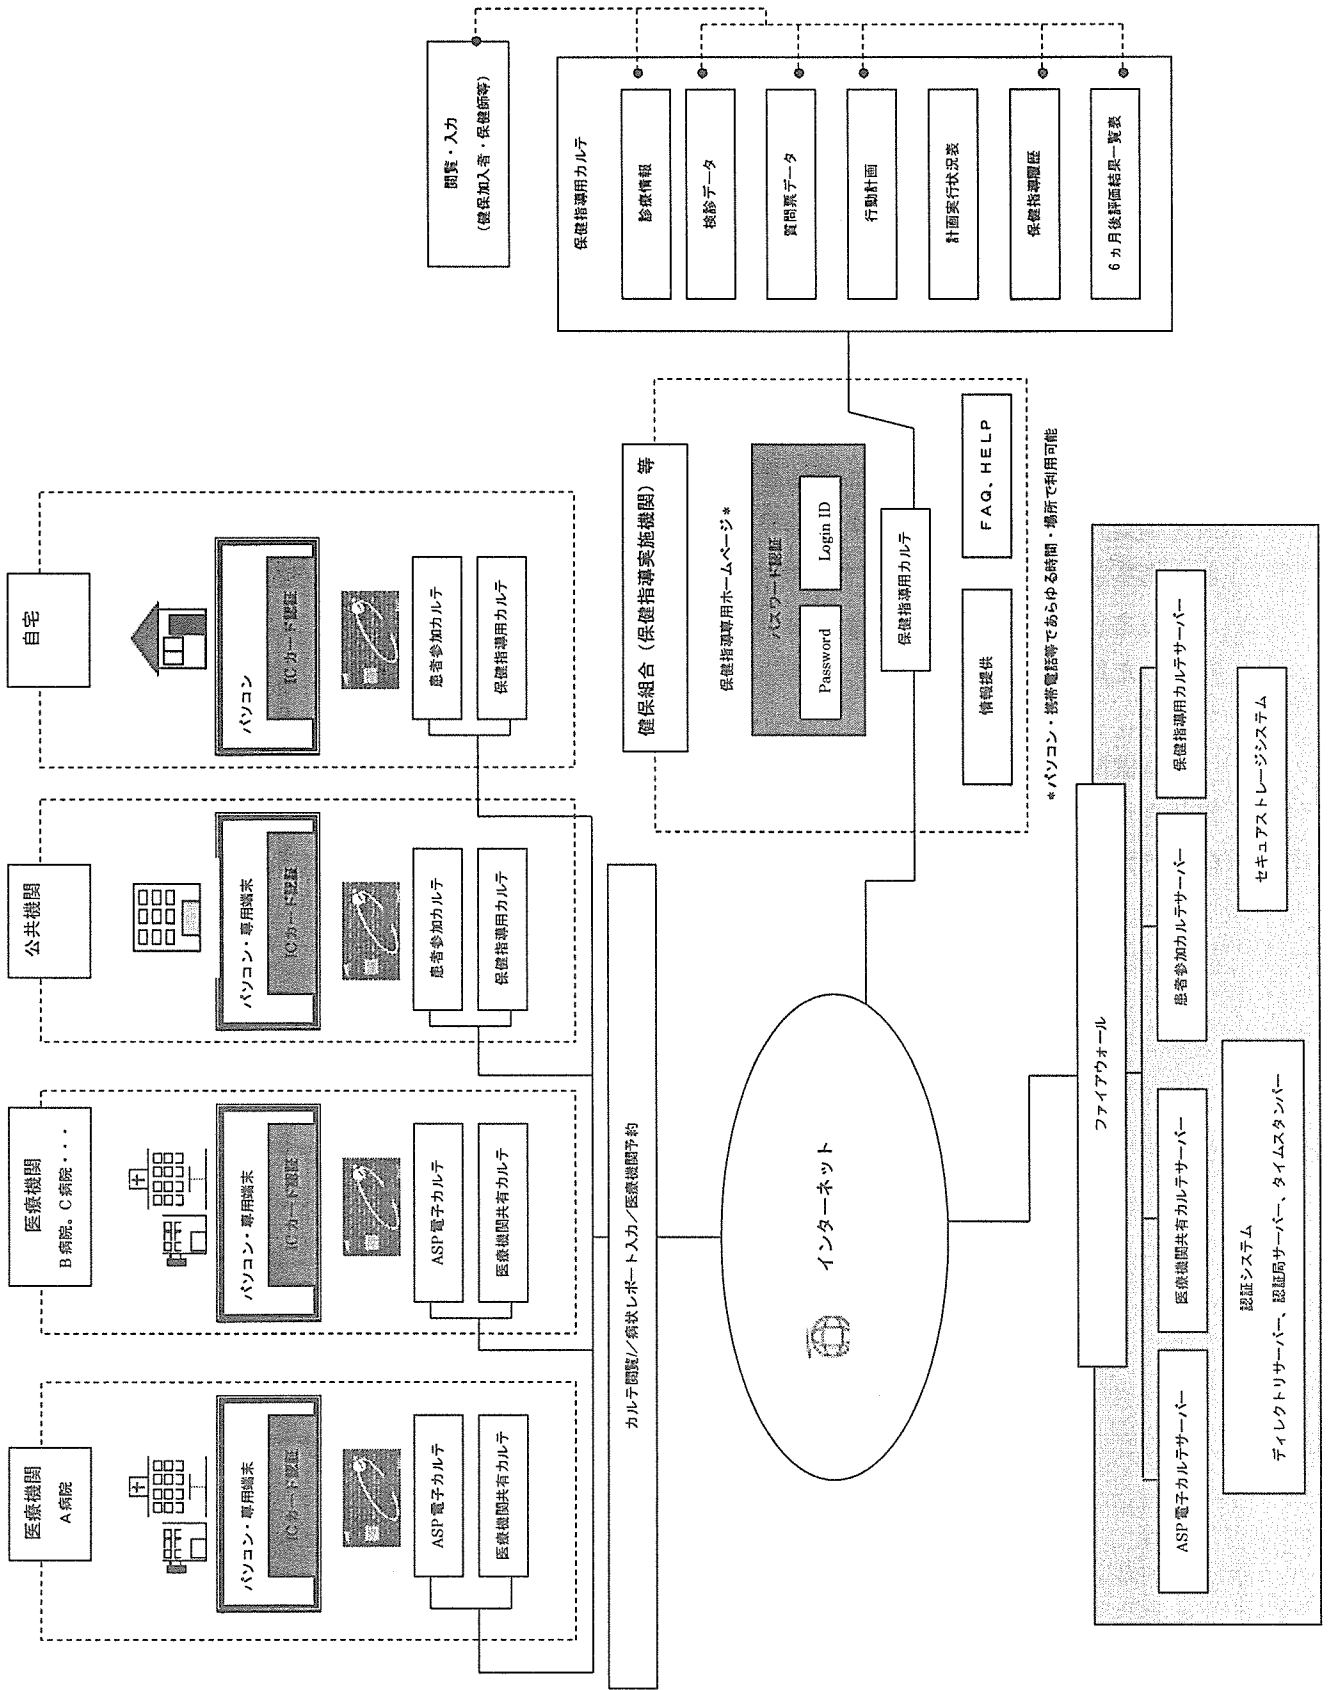 医療機関
A病院
パソコン・専用端末
ICカード認証
ASP電子カルテ
医療機関共有カルテ
医療機関
B病院。C病院・・・
パソコン・専用端末
ICカード認証
ASP電子カルテ
医療機関共有カルテ
公共機関
パソコン・専用端末
ICカード認証
患者参加カルテ
保健指導用カルテ
自宅
パソコン
ICカード認証
患者参加カルテ
保健指導用カルテ
カルテ閲覧/／病状レポート入力／医療機関予約
インターネット
健保組合（保健指導実施機関）等
保健指導専用ホームページ*
パスワード認証
Password
Login ID
保健指導用カルテ
情報提供
FAQ、HELP
*パソコン・携帯電話等であらゆる時間・場所で利用可能
閲覧・入力
（健保加入者・保健師等）
保健指導用カルテ
診療情報
検診データ
質問票データ
行動計画
計画実行状況表
保健指導履歴
6ヵ月後評価結果一覧表
ファイアウォール
ASP電子カルテサーバー
医療機関共有カルテサーバー
患者参加カルテサーバー
保健指導用カルテサーバー
認証システム
ディレクトリサーバー、認証局サーバー、タイムスタンパー
セキュアストレージシステム